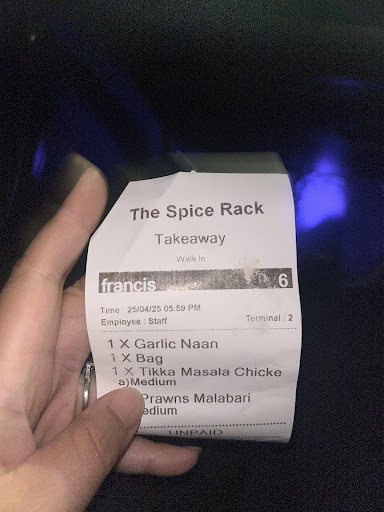 The Spice Rack
Takeaway
Walk In
francis 6
Time : 25/04/25 05:59 PM
Employee : Staff Terminal : 2
1 X Garlic Naan
1 X Bag
1 X Tikka Masala Chicke
a)Medium
Prawns Malabari
edium
UNPAID